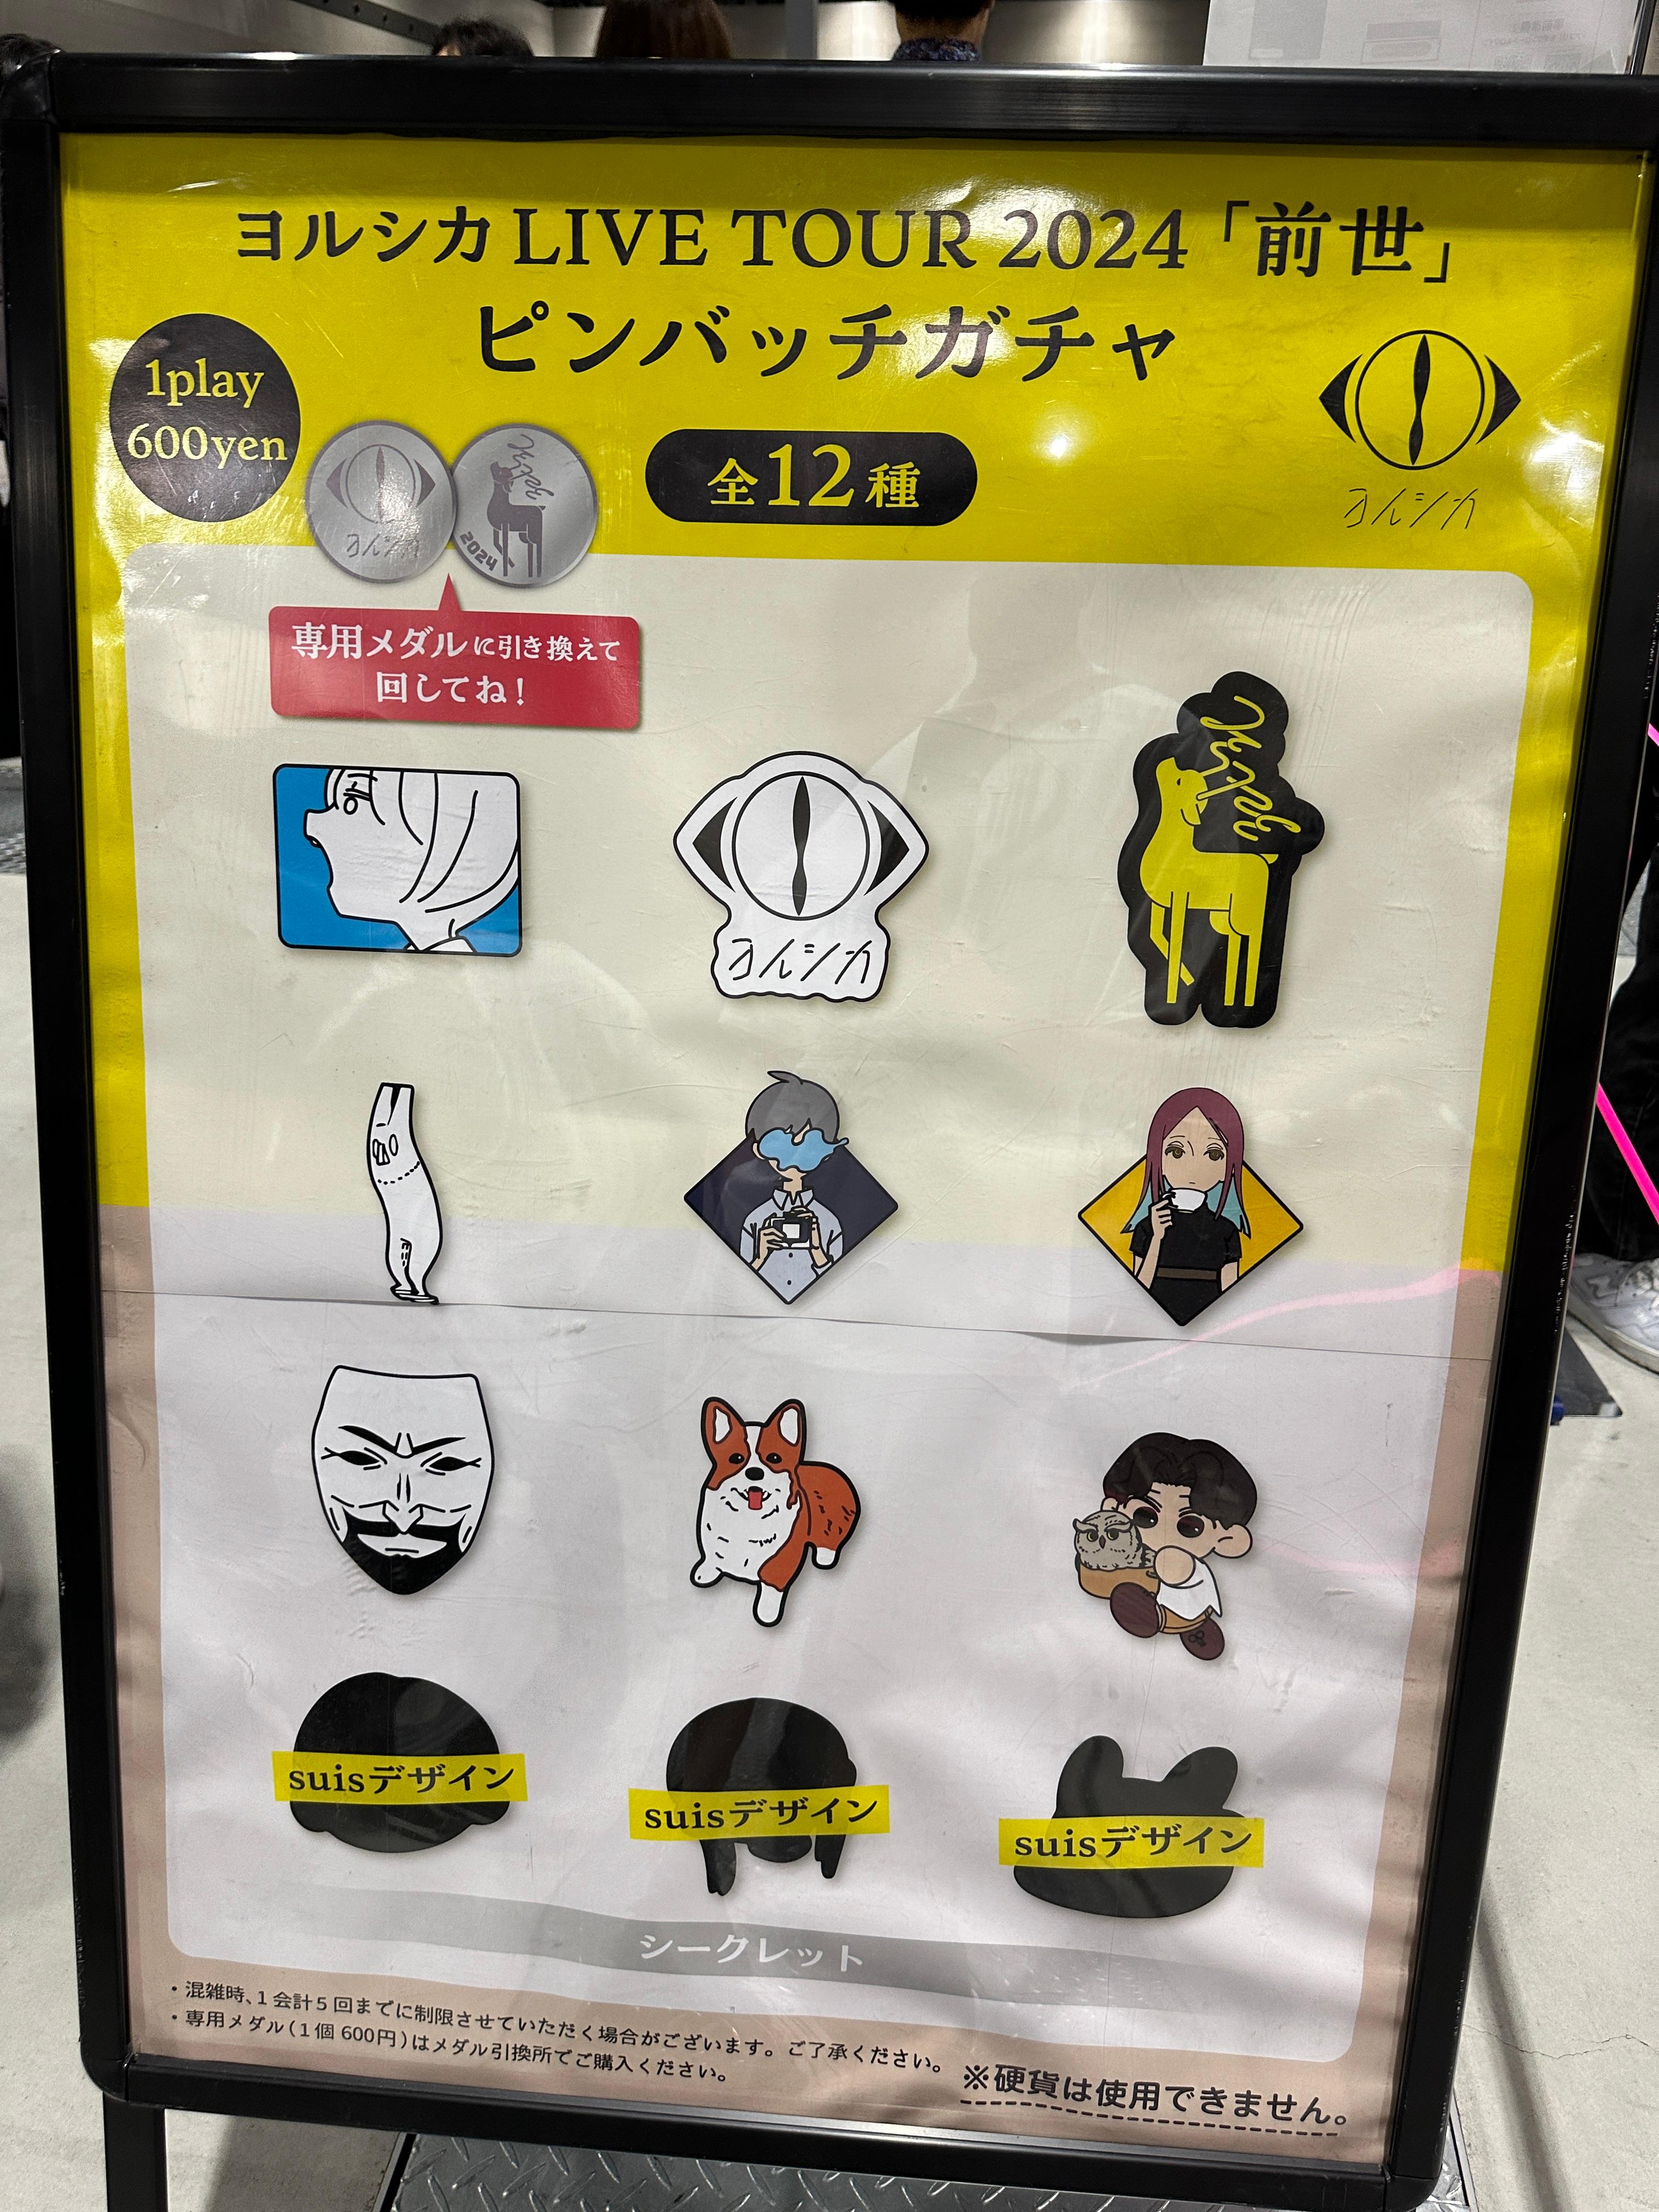 ヨルシカ LIVE TOUR 2024「前世」
ピンバッチガチャ
1play
600yen
全12種
ヨルシカ
ヨルシカ
2024
専用メダルに引き換えて
回してね！
ヨルシカ
suisデザイン
suisデザイン
suisデザイン
シークレット
・混雑時、1会計5回までに制限させていただく場合がございます。ご了承ください。
・専用メダル（1個 600円）はメダル引換所でご購入ください。
※硬貨は使用できません。